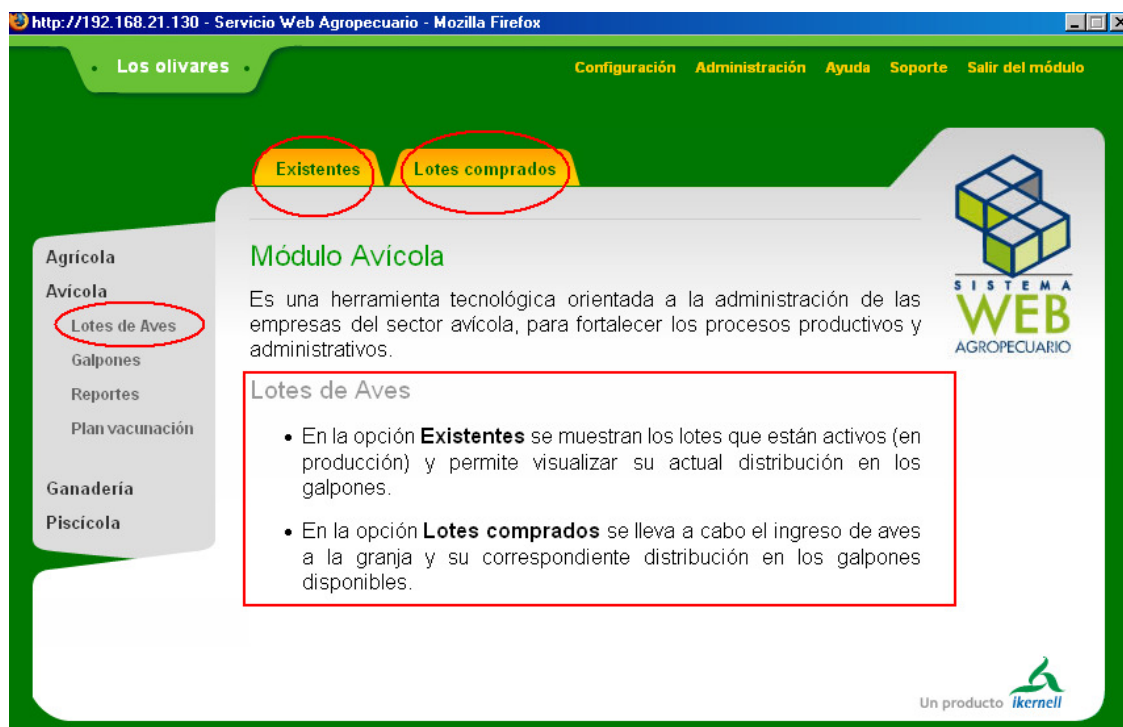 http://192.168.21.130 - Servicio Web Agropecuario - Mozilla Firefox
Los olivares
Configuración Administración Ayuda Soporte Salir del módulo
Existentes Lotes comprados
Agrícola
Avícola
Lotes de Aves
Galpones
Reportes
Plan vacunación
Ganadería
Piscícola
Módulo Avícola
Es una herramienta tecnológica orientada a la administración de las
empresas del sector avícola, para fortalecer los procesos productivos y
administrativos.
Lotes de Aves
• En la opción Existentes se muestran los lotes que están activos (en
producción) y permite visualizar su actual distribución en los
galpones.
• En la opción Lotes comprados se lleva a cabo el ingreso de aves
a la granja y su correspondiente distribución en los galpones
disponibles.
SISTEMA
WEB
AGROPECUARIO
Un producto ikernell